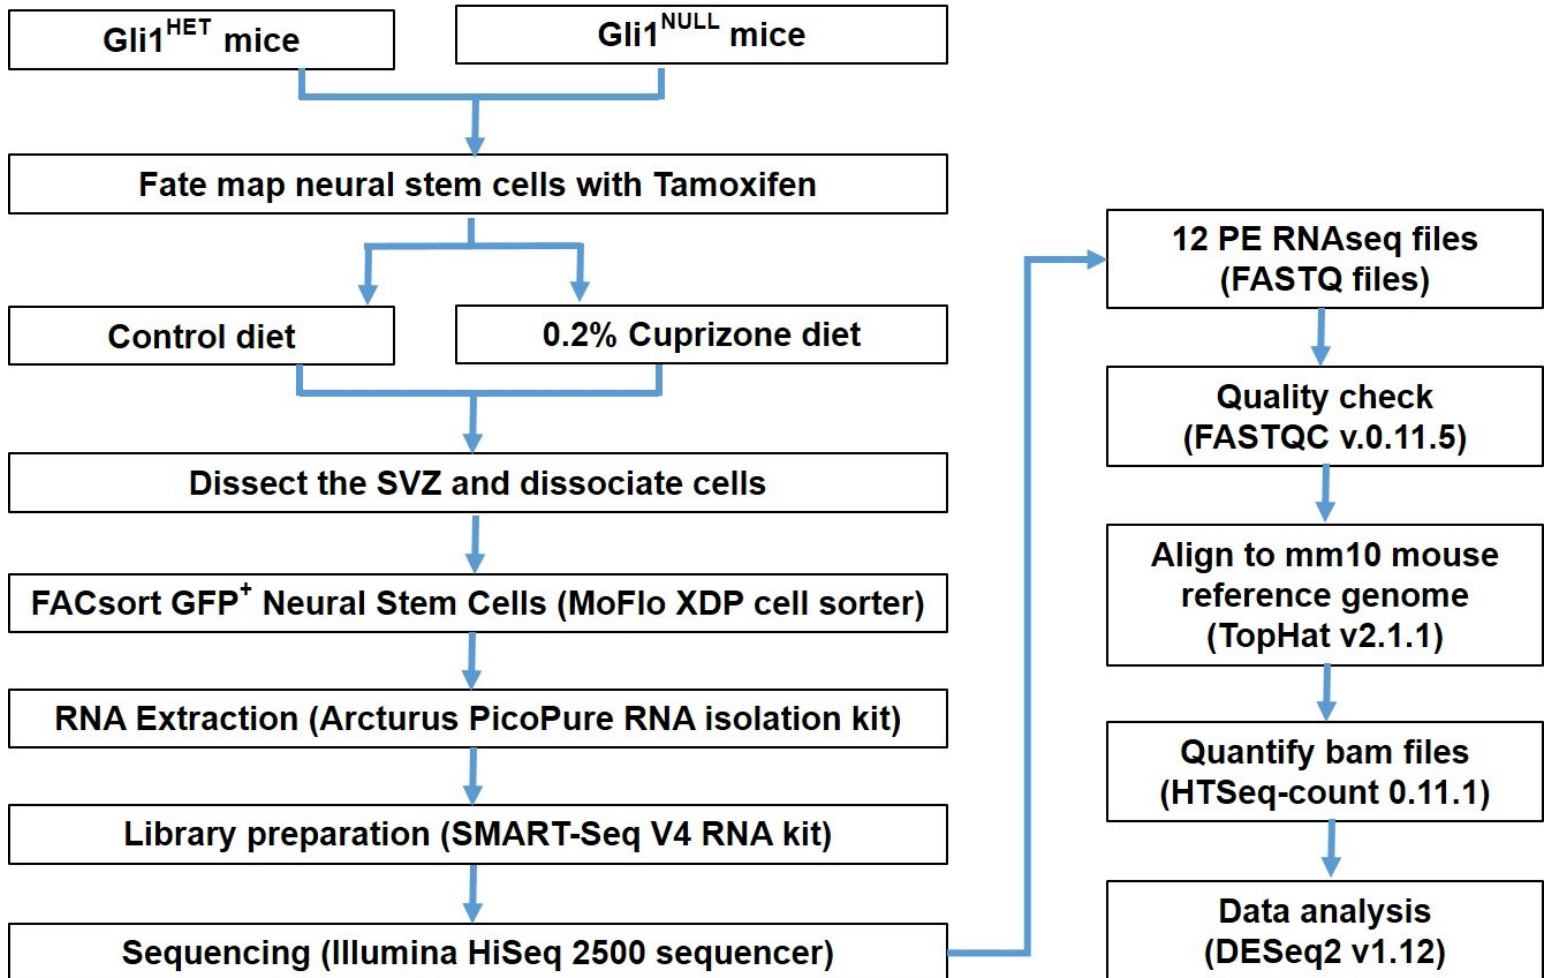 Gli1^HET mice
Gli1^NULL mice
Fate map neural stem cells with Tamoxifen
Control diet
0.2% Cuprizone diet
Dissect the SVZ and dissociate cells
FACsort GFP^+ Neural Stem Cells (MoFlo XDP cell sorter)
RNA Extraction (Arcturus PicoPure RNA isolation kit)
Library preparation (SMART-Seq V4 RNA kit)
Sequencing (Illumina HiSeq 2500 sequencer)
12 PE RNAseq files
(FASTQ files)
Quality check
(FASTQC v.0.11.5)
Align to mm10 mouse
reference genome
(TopHat v2.1.1)
Quantify bam files
(HTSeq-count 0.11.1)
Data analysis
(DESeq2 v1.12)